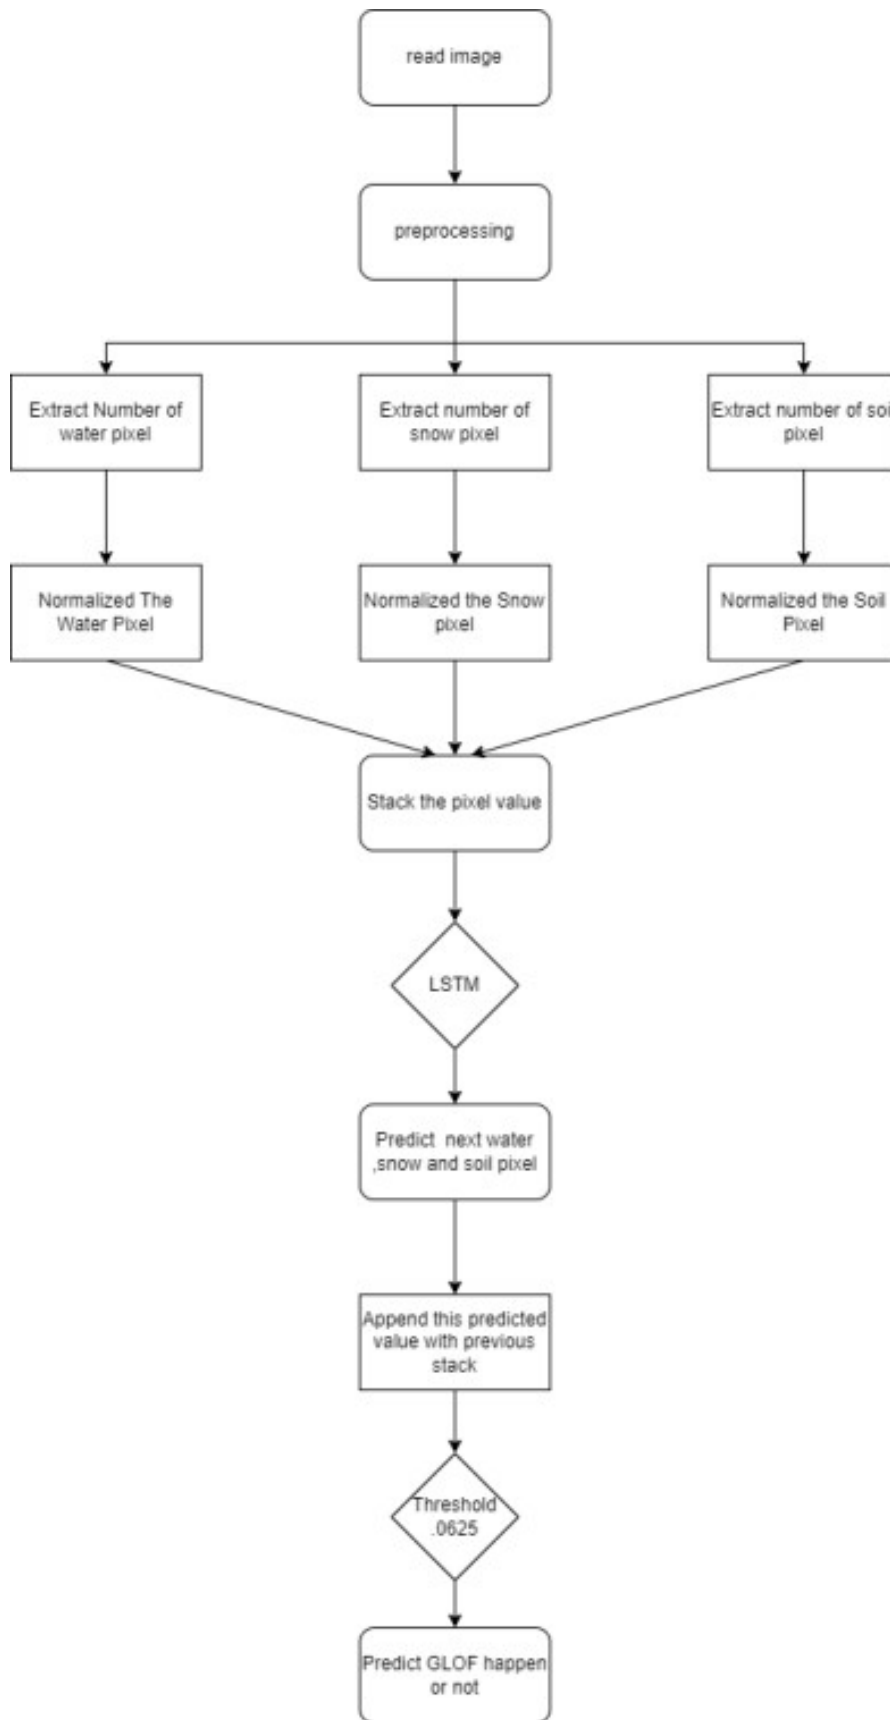 read image
preprocessing
Extract Number of
water pixel
Extract number of
snow pixel
Extract number of soil
pixel
Normalized The
Water Pixel
Normalized the Snow
pixel
Normalized the Soil
Pixel
Stack the pixel value
LSTM
Predict next water
,snow and soil pixel
Append this predicted
value with previous
stack
Threshold
.0625
Predict GLOF happen
or not